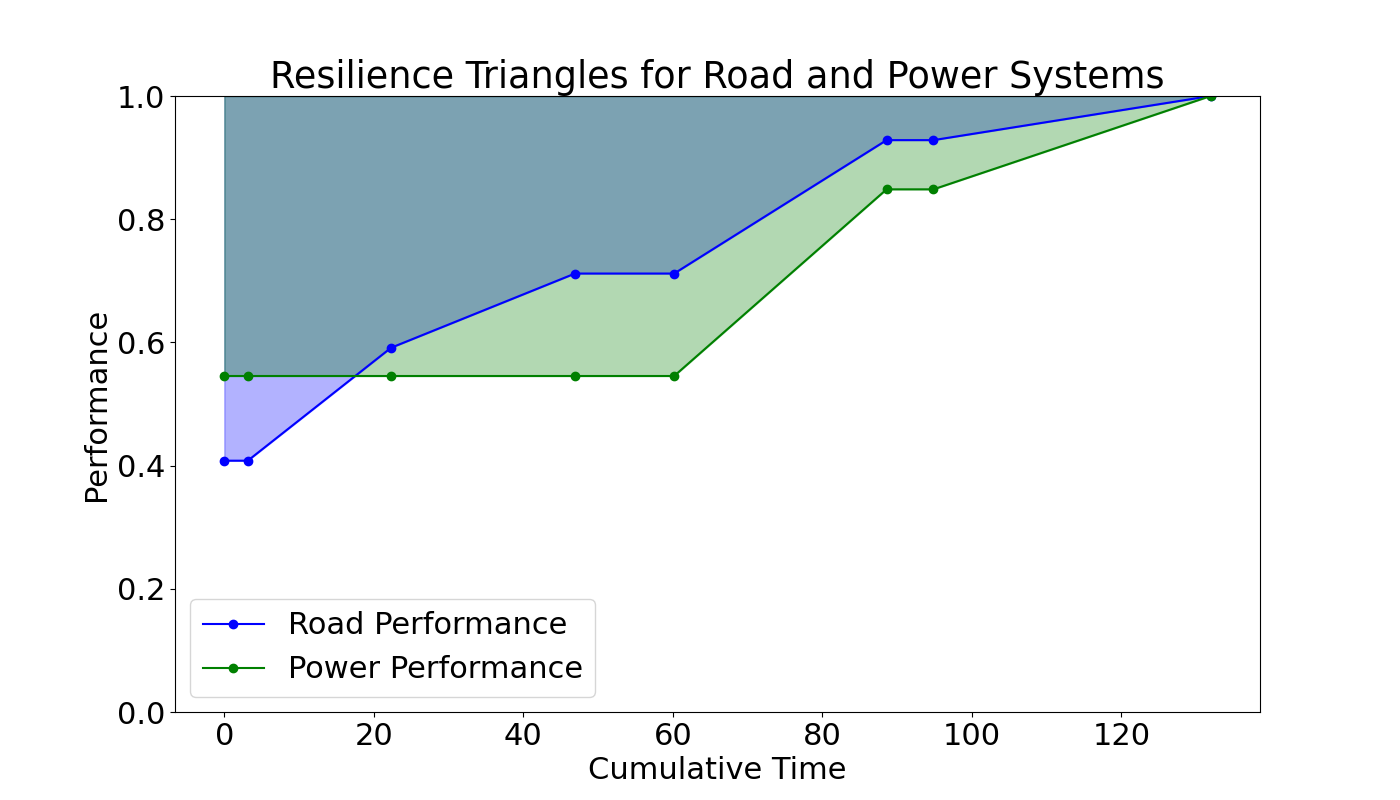 Resilience Triangles for Road and Power Systems
1.0
0.8
0.6
0.4
0.2
0.0
Performance
Road Performance
Power Performance
0 20 40 60 80 100 120
Cumulative Time